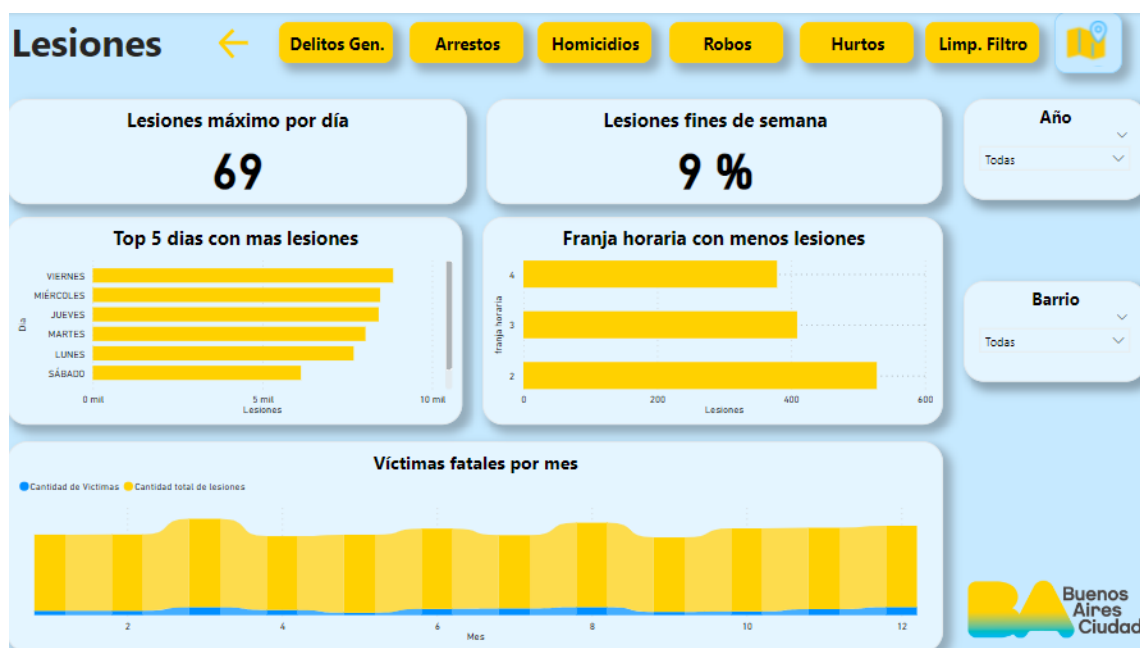 Lesiones
Delitos Gen.
Arrestos
Homicidios
Robos
Hurtos
Limp. Filtro
Lesiones máximo por día
69
Lesiones fines de semana
9 %
Año
Todas
Top 5 dias con mas lesiones
Dia
VIERNES
MIÉRCOLES
JUEVES
MARTES
LUNES
SÁBADO
0 mil 5 mil 10 mil
Lesiones
Franja horaria con menos lesiones
franja horaria
4
3
2
0 200 400 600
Lesiones
Barrio
Todas
Víctimas fatales por mes
Cantidad de Victimas Cantidad total de lesiones
2 4 6 8 10 12
Mes
BA
Buenos
Aires
Ciudad